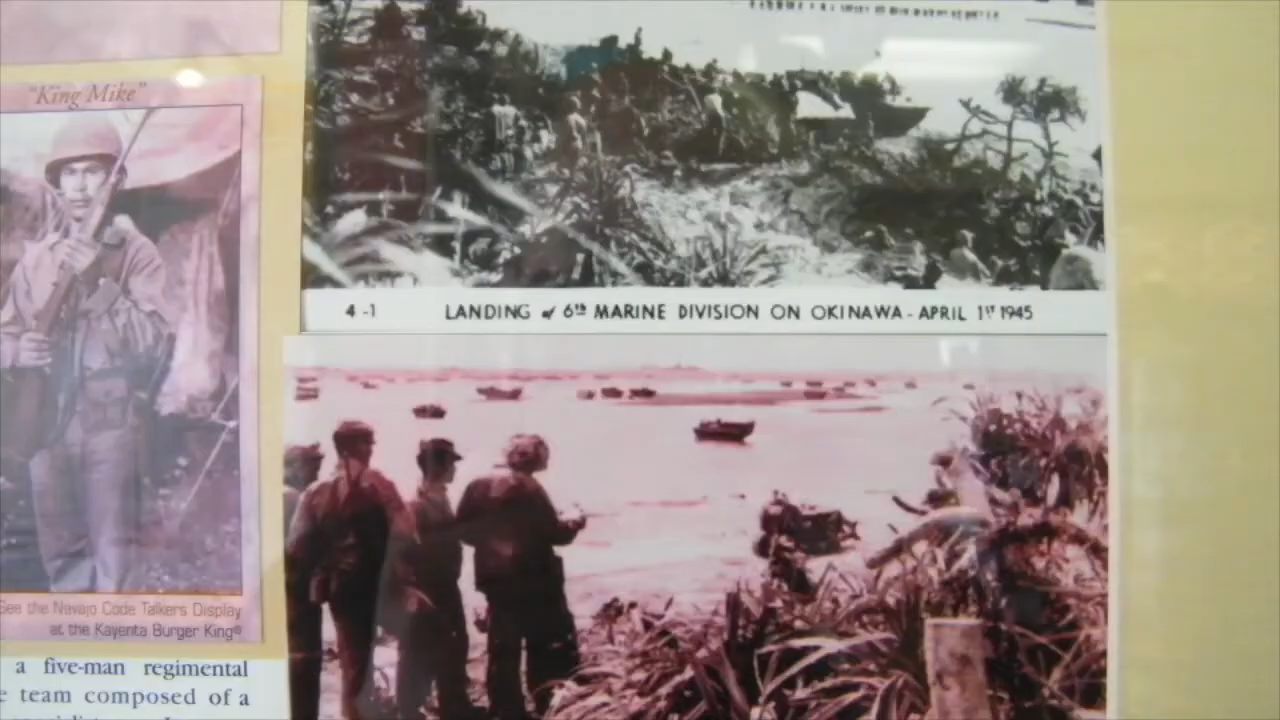 "King Mike"
See the Navajo Code Talkers Display
at the Kayenta Burger King®
a five-man regimental
team composed of a
4-1 LANDING of 6th MARINE DIVISION ON OKINAWA - APRIL 1ST 1945